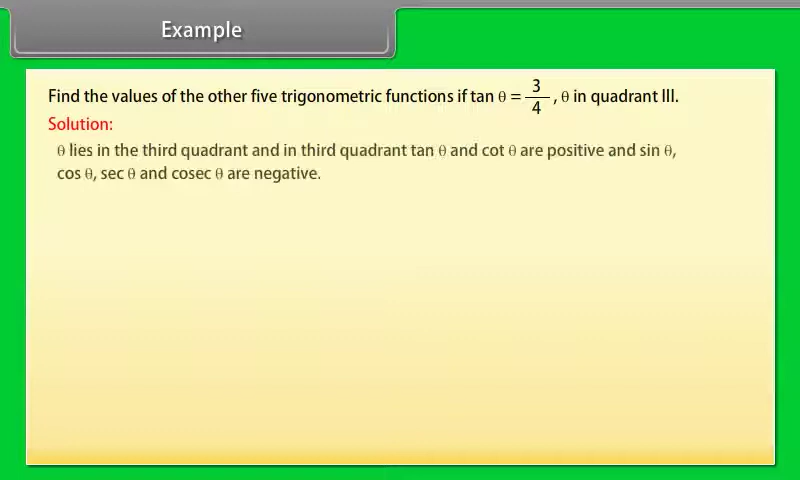 Example
Find the values of the other five trigonometric functions if tan θ = 3/4 , θ in quadrant III.
Solution:
θ lies in the third quadrant and in third quadrant tan θ and cot θ are positive and sin θ,
cos θ, sec θ and cosec θ are negative.